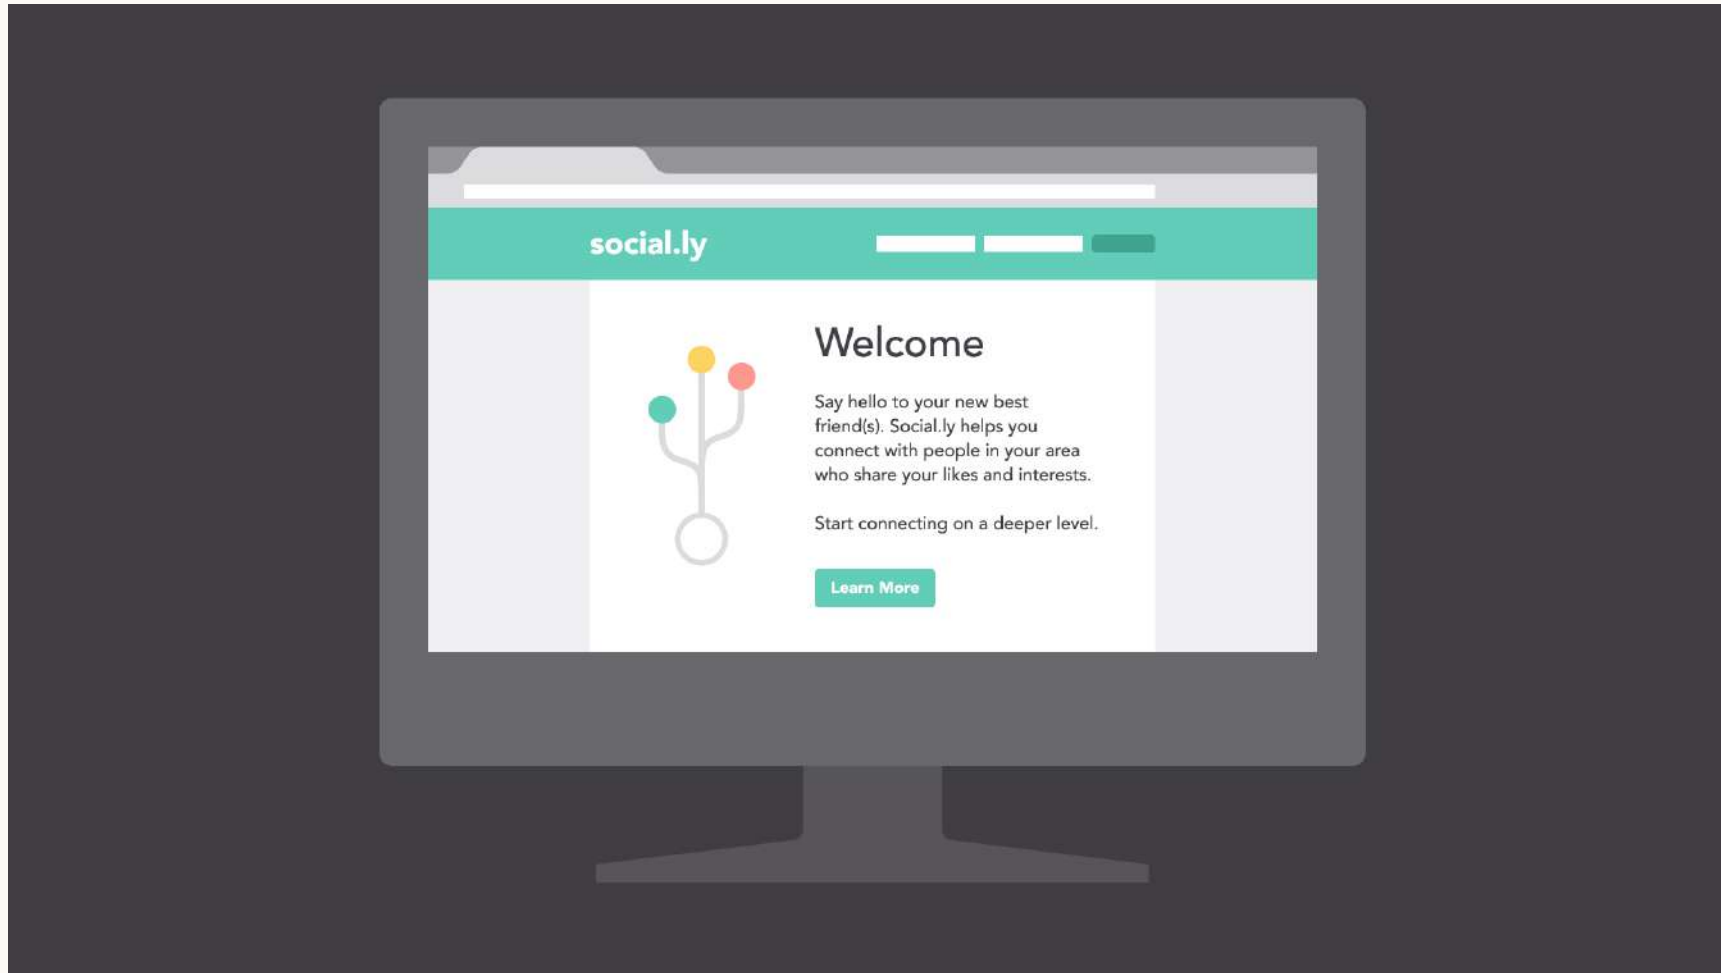 social.ly
Welcome
Say hello to your new best
friend(s). Social.ly helps you
connect with people in your area
who share your likes and interests.
Start connecting on a deeper level.
Learn More